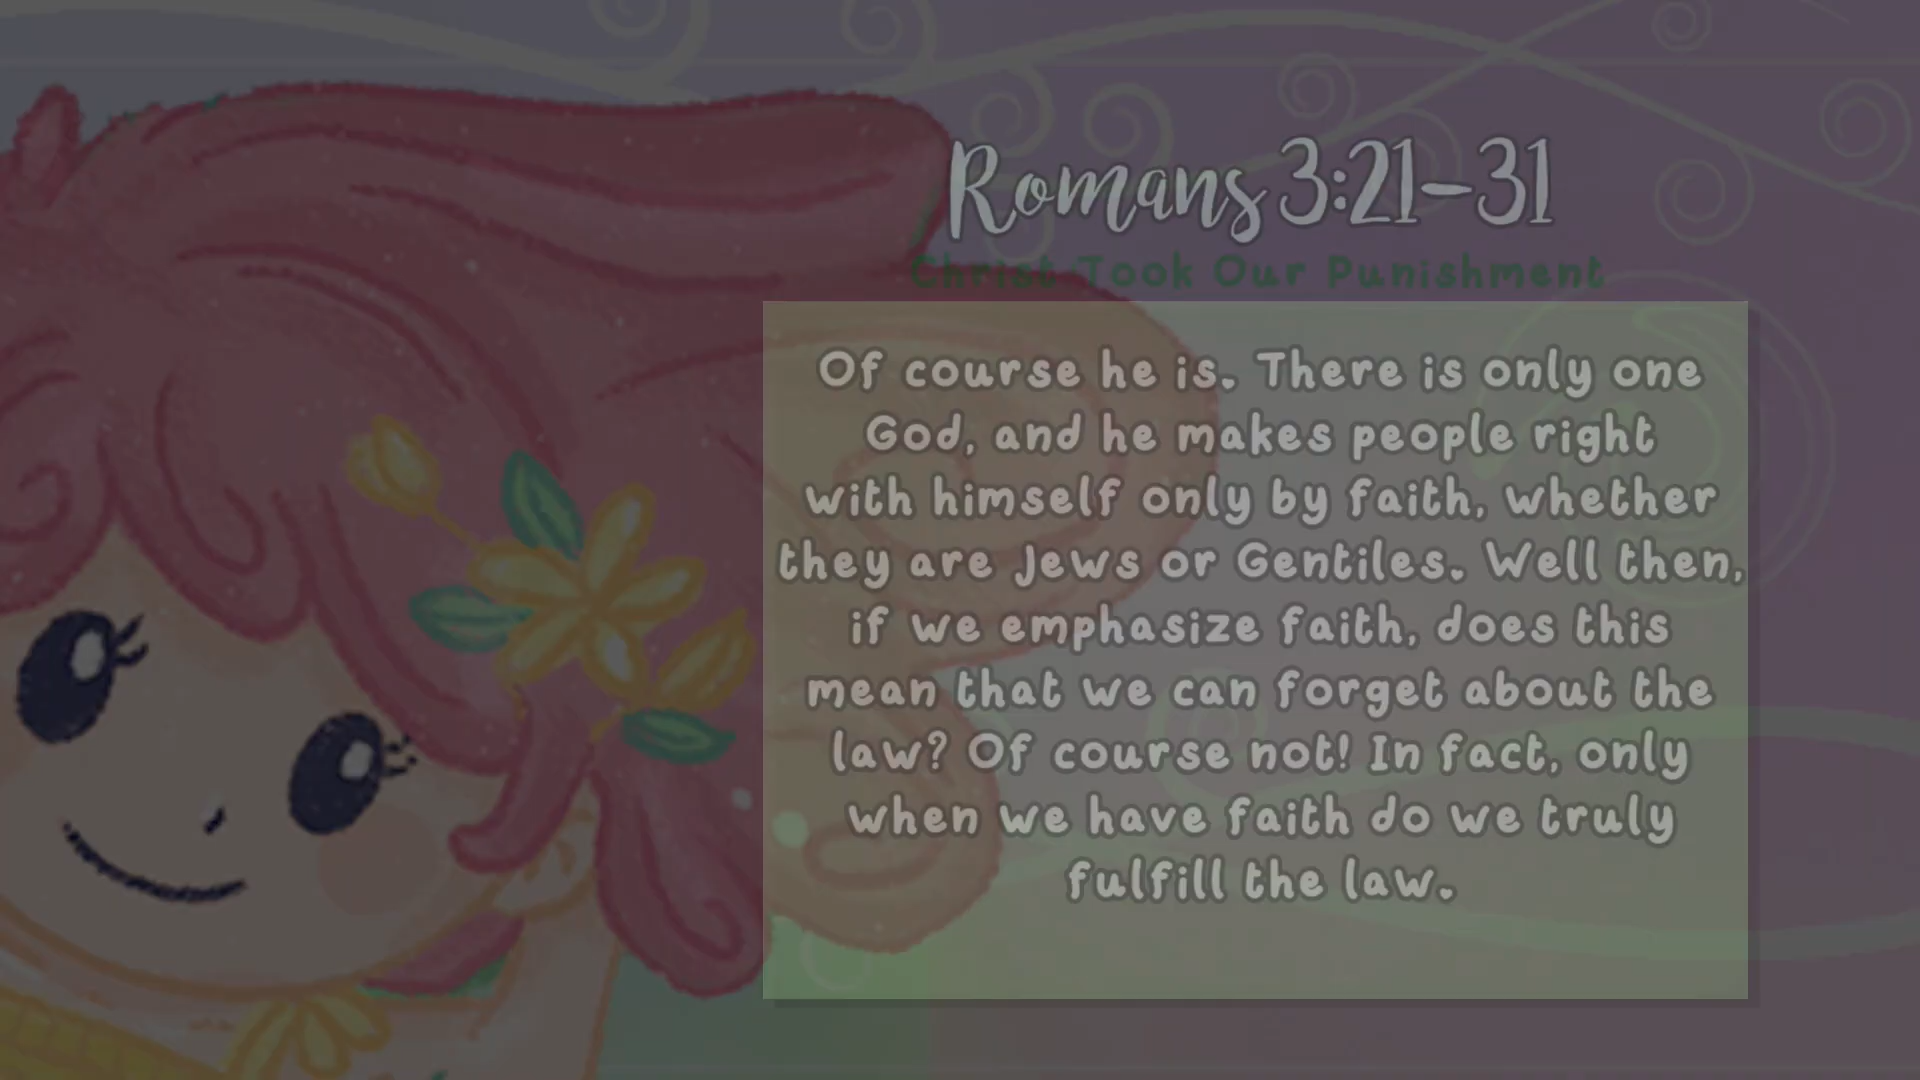 Romans 3:21-31
Christ Took Our Punishment
Of course he is. There is only one
God, and he makes people right
with himself only by faith, whether
they are Jews or Gentiles. Well then,
if we emphasize faith, does this
mean that we can forget about the
law? Of course not! In fact, only
when we have faith do we truly
fulfill the law.